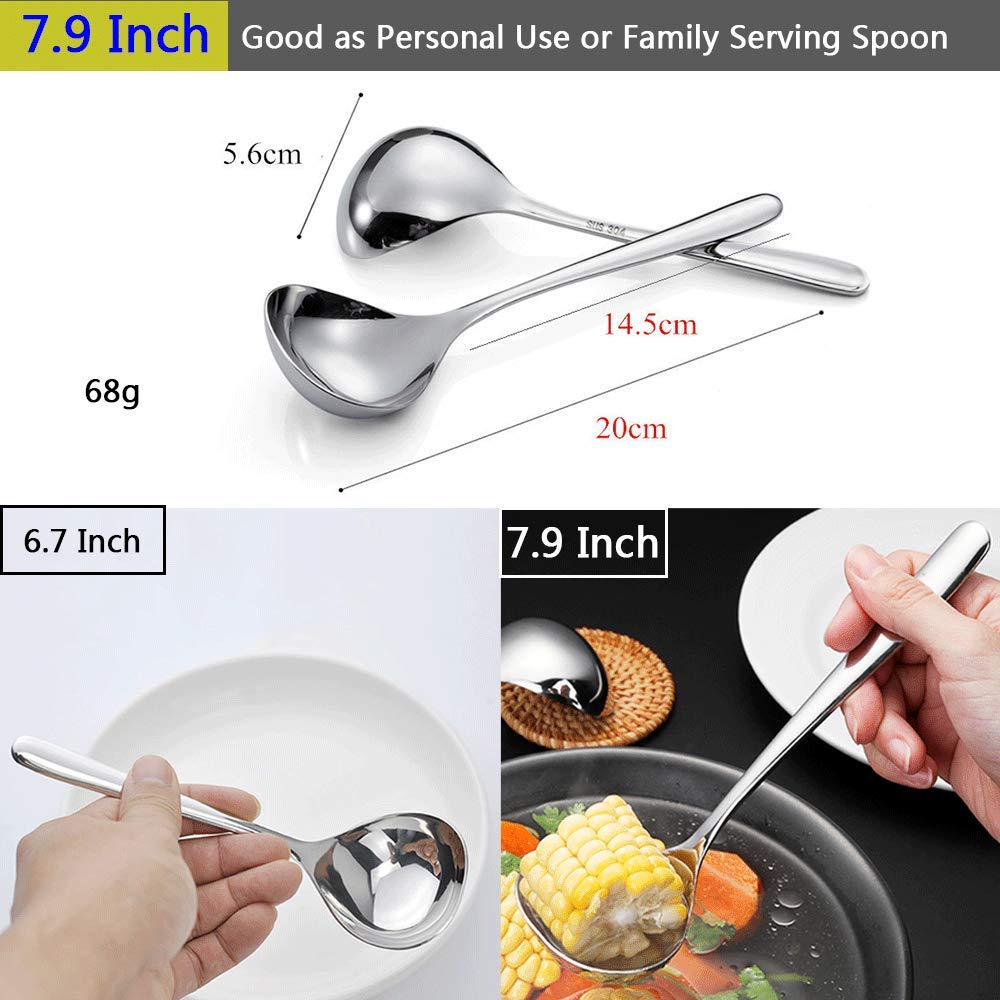 7.9 Inch
Good as Personal Use or Family Serving Spoon
5.6cm
SUS 304
14.5cm
20cm
68g
6.7 Inch
7.9 Inch